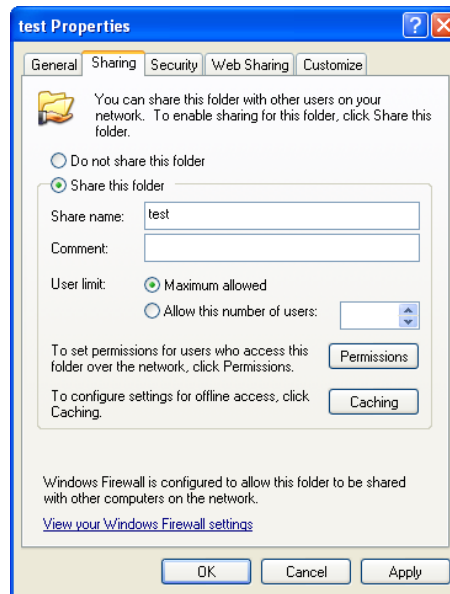 test Properties
General Sharing Security Web Sharing Customize
You can share this folder with other users on your
network. To enable sharing for this folder, click Share this
folder.
Do not share this folder
Share this folder
Share name: test
Comment:
User limit: Maximum allowed
Allow this number of users:
To set permissions for users who access this
folder over the network, click Permissions.
Permissions
To configure settings for offline access, click
Caching.
Caching
Windows Firewall is configured to allow this folder to be shared
with other computers on the network.
View your Windows Firewall settings
OK Cancel Apply